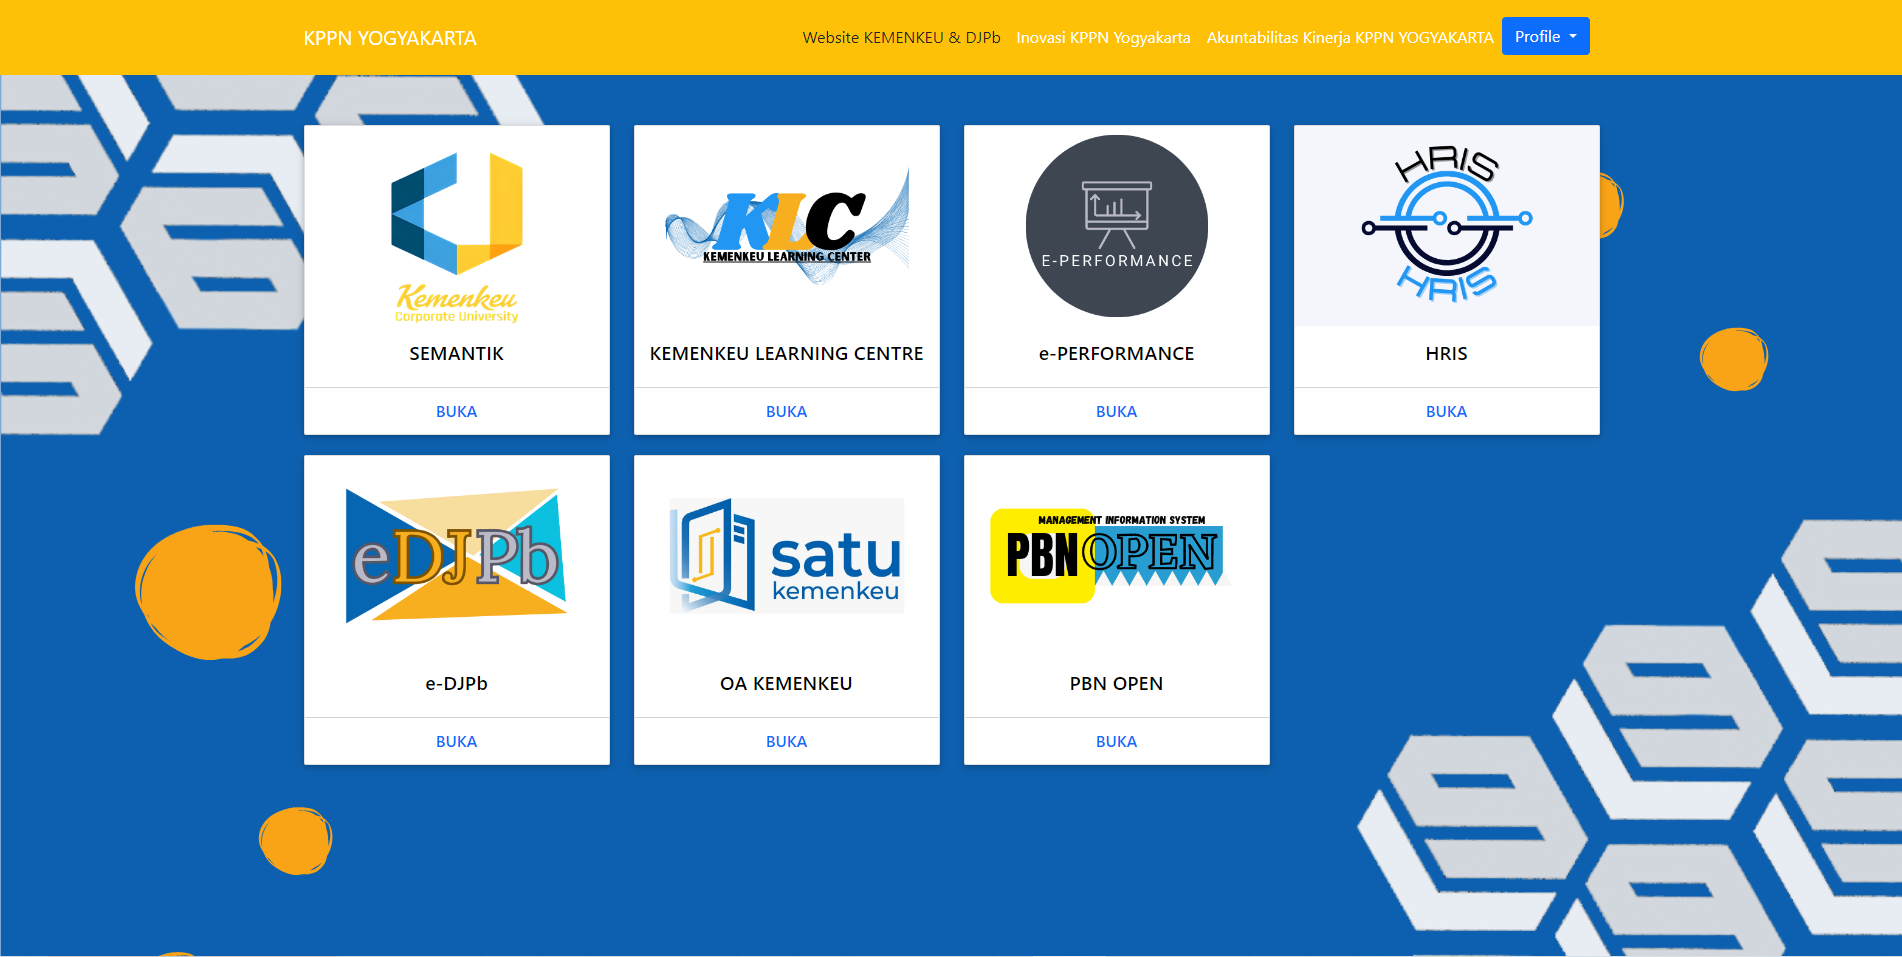 KPPN YOGYAKARTA
Website KEMENKEU & DJPb
Inovasi KPPN Yogyakarta
Akuntabilitas Kinerja KPPN YOGYAKARTA
Profile
Kemenkeu
Corporate University
SEMANTIK
BUKA
KLC
KEMENKEU LEARNING CENTER
KEMENKEU LEARNING CENTRE
BUKA
E-PERFORMANCE
e-PERFORMANCE
BUKA
HRIS
HRIS
HRIS
BUKA
eDJPb
e-DJPb
BUKA
satu
kemenkeu
OA KEMENKEU
BUKA
MANAGEMENT INFORMATION SYSTEM
PBN OPEN
PBN OPEN
BUKA